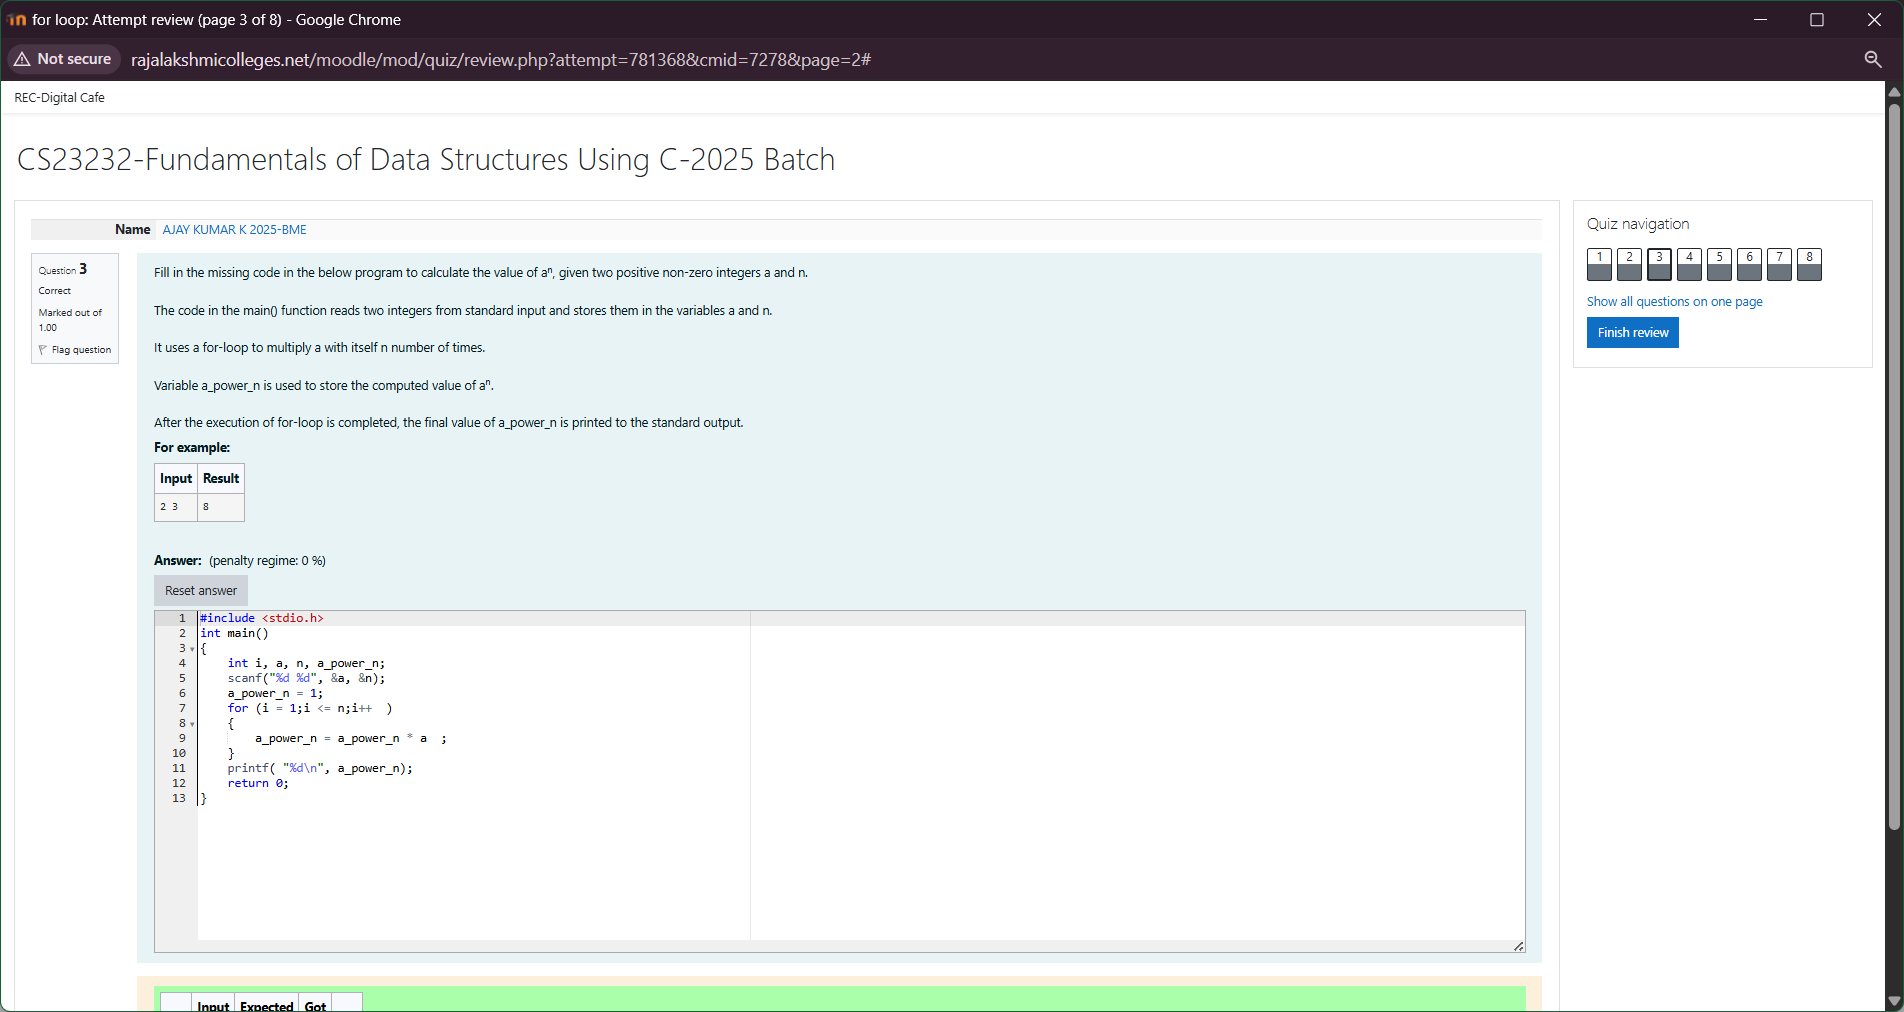 for loop: Attempt review (page 3 of 8) - Google Chrome
Not secure rajalakshmicolleges.net/moodle/mod/quiz/review.php?attempt=781368&cmid=7278&page=2#
REC-Digital Cafe
CS23232-Fundamentals of Data Structures Using C-2025 Batch
Name AJAY KUMAR K 2025-BME
Question 3
Correct
Marked out of
1.00
Flag question
Fill in the missing code in the below program to calculate the value of aⁿ, given two positive non-zero integers a and n.
The code in the main() function reads two integers from standard input and stores them in the variables a and n.
It uses a for-loop to multiply a with itself n number of times.
Variable a_power_n is used to store the computed value of aⁿ.
After the execution of for-loop is completed, the final value of a_power_n is printed to the standard output.
For example:
Input Result
2 3 8
Answer: (penalty regime: 0 %)
Reset answer
1 #include <stdio.h>
2 int main()
3 {
4     int i, a, n, a_power_n;
5     scanf("%d %d", &a, &n);
6     a_power_n = 1;
7     for (i = 1;i <= n;i++  )
8     {
9         a_power_n = a_power_n * a  ;
10     }
11     printf( "%d\n", a_power_n);
12     return 0;
13 }
Input Expected Got
Quiz navigation
1 2 3 4 5 6 7 8
Show all questions on one page
Finish review